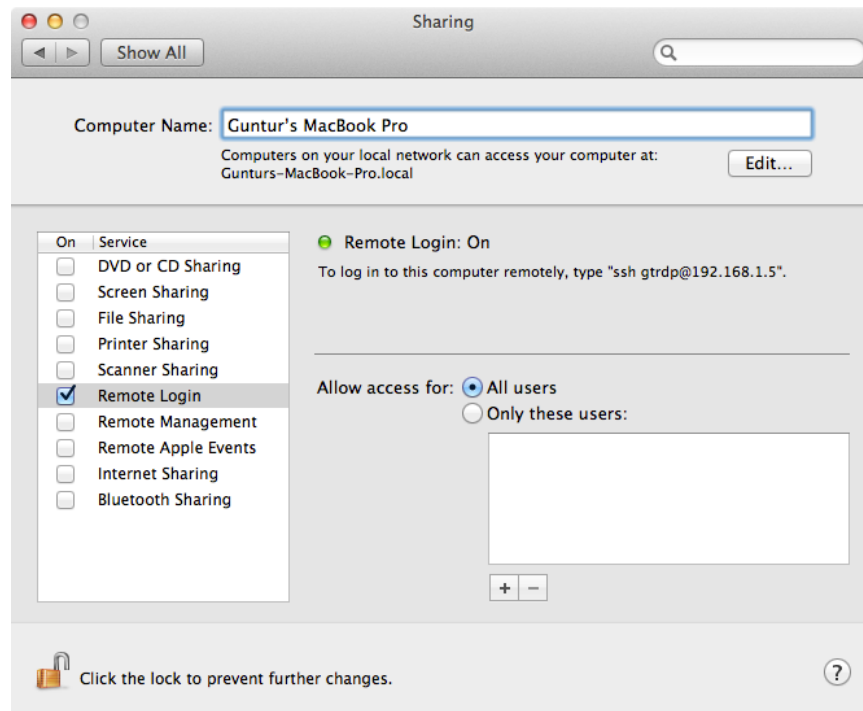 Sharing
Show All
Computer Name: Guntur's MacBook Pro
Computers on your local network can access your computer at:
Gunturs-MacBook-Pro.local
Edit...
On Service
DVD or CD Sharing
Screen Sharing
File Sharing
Printer Sharing
Scanner Sharing
Remote Login
Remote Management
Remote Apple Events
Internet Sharing
Bluetooth Sharing
Remote Login: On
To log in to this computer remotely, type "ssh gtrdp@192.168.1.5".
Allow access for: All users
Only these users:
+ −
Click the lock to prevent further changes.
?